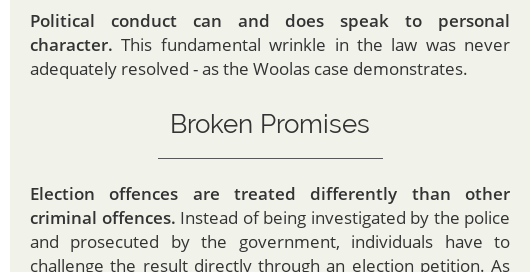 Political conduct can and does speak to personal
character. This fundamental wrinkle in the law was never
adequately resolved - as the Woolas case demonstrates.
Broken Promises
Election offences are treated differently than other
criminal offences. Instead of being investigated by the police
and prosecuted by the government, individuals have to
challenge the result directly through an election petition. As